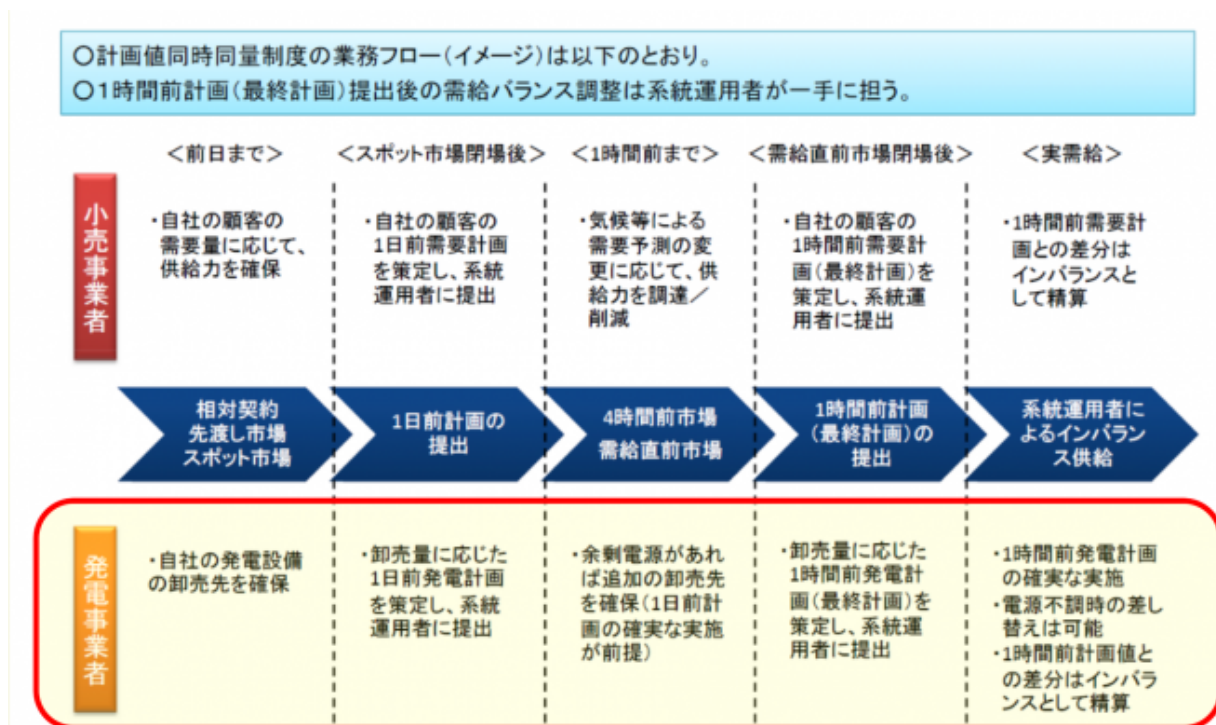 〇計画値同時同量制度の業務フロー(イメージ)は以下のとおり。
〇1時間前計画(最終計画)提出後の需給バランス調整は系統運用者が一手に担う。
<前日まで>
<スポット市場閉場後>
<1時間前まで>
<需給直前市場閉場後>
<実需給>
小売事業者
・自社の顧客の
需要量に応じて、
供給力を確保
・自社の顧客の
1日前需要計画
を策定し、系統
運用者に提出
・気候等による
需要予測の変
更に応じて、供
給力を調達/
削減
・自社の顧客の
1時間前需要計
画(最終計画)を
策定し、系統運
用者に提出
・1時間前需要計
画との差分は
インバランスと
して精算
相対契約
先渡し市場
スポット市場
1日前計画の
提出
4時間前市場
需給直前市場
1時間前計画
(最終計画)の
提出
系統運用者に
よるインバラン
ス供給
発電事業者
・自社の発電設備
の卸売先を確保
・卸売量に応じた
1日前発電計画
を策定し、系統
運用者に提出
・余剰電源があれ
ば追加の卸売先
を確保(1日前計
画の確実な実施
が前提)
・卸売量に応じた
1時間前発電計
画(最終計画)を
策定し、系統運
用者に提出
・1時間前発電計画
の確実な実施
・電源不調時の差し
替えは可能
・1時間前計画値と
の差分はインバラ
ンスとして精算